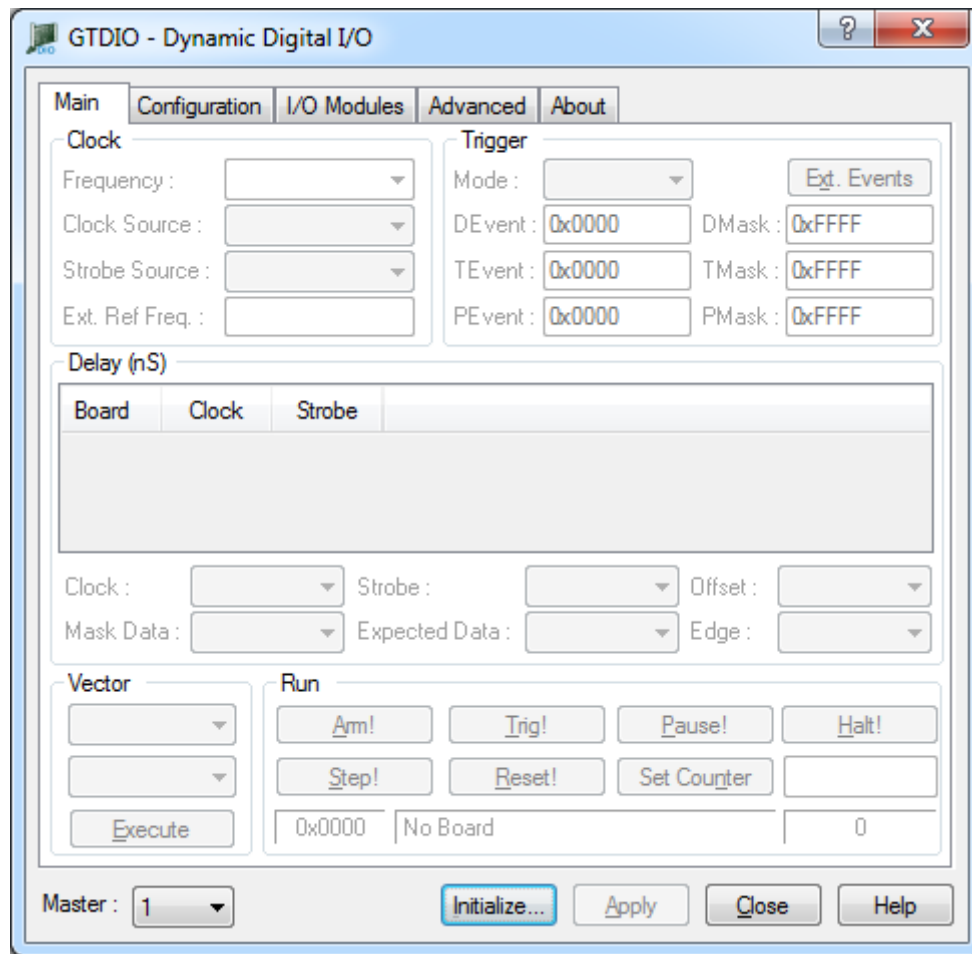 GTDIO - Dynamic Digital I/O
Main Configuration I/O Modules Advanced About
Clock
Frequency :
Clock Source :
Strobe Source :
Ext. Ref Freq. :
Trigger
Mode : Ext. Events
DEvent : 0x0000 DMask : 0xFFFF
TEvent : 0x0000 TMask : 0xFFFF
PEvent : 0x0000 PMask : 0xFFFF
Delay (nS)
Board Clock Strobe
Clock : Strobe : Offset :
Mask Data : Expected Data : Edge :
Vector
Execute
Run
Arm! Trig! Pause! Halt!
Step! Reset! Set Counter
0x0000 No Board 0
Master : 1 Initialize... Apply Close Help